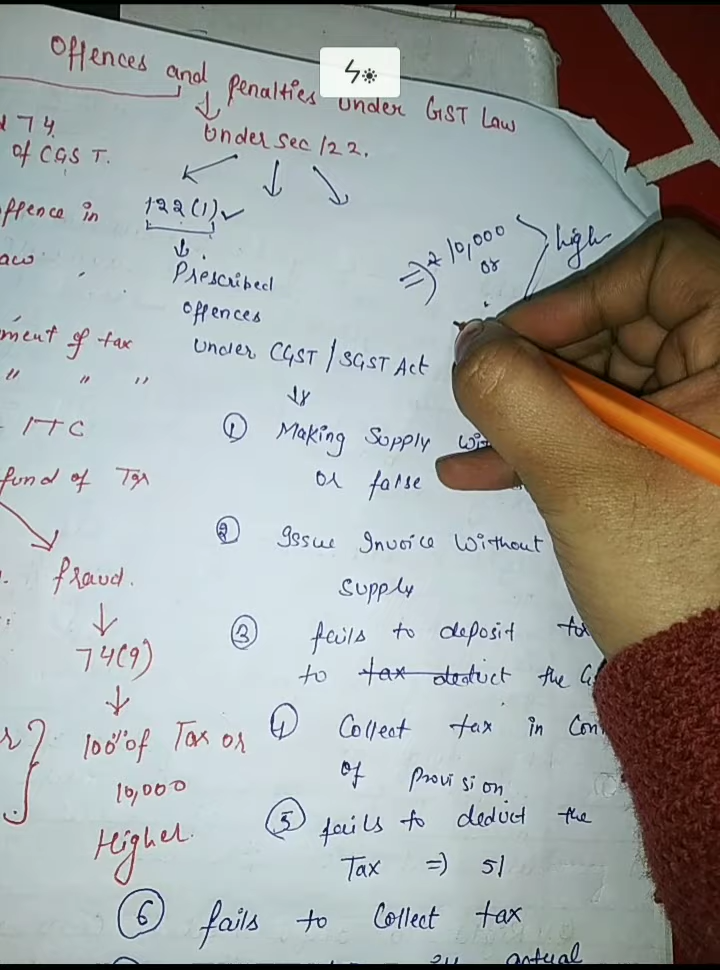 Offences and Penalties under GST Law
Under Sec 122.
74
of CGST.
ffence in
122(1) ✓
Prescribed
offences
under CGST / SGST Act
⇒ ₹ 10,000
or
high
ment of tax
" " "
ITC
fund of Tax
fraud.
74(9)
100% of Tax or
10,000
Higher.
① Making Supply
or false
② Issue Invoice Without
Supply
③ fails to deposit
to tax deduct the
④ Collect tax in Con
of Provision
⑤ fails to deduct the
Tax ⇒ 51
⑥ fails to Collect tax
actual